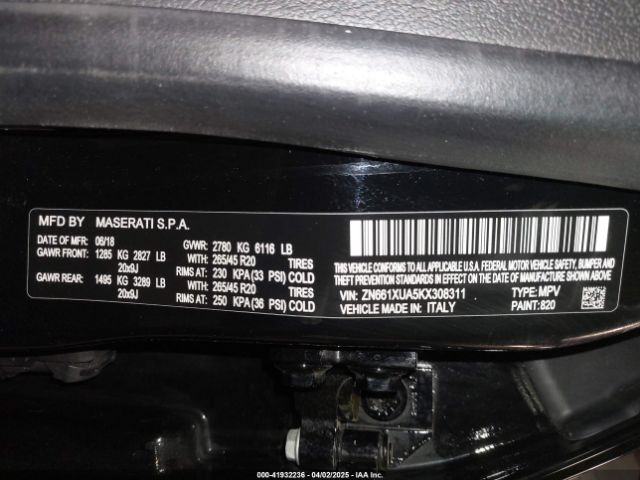 MFD BY MASERATI S.P.A.
DATE OF MFR: 06/18 GVWR: 2780 KG 6116 LB
GAWR FRONT: 1285 KG 2827 LB WITH: 265/45 R20 TIRES
20x9J RIMS AT: 230 KPA (33 PSI) COLD
GAWR REAR: 1495 KG 3289 LB WITH: 265/45 R20 TIRES
20x9J RIMS AT: 250 KPA (36 PSI) COLD
THIS VEHICLE CONFORMS TO ALL APPLICABLE U.S.A. FEDERAL MOTOR VEHICLE SAFETY, BUMPER AND
THEFT PREVENTION STANDARDS IN EFFECT ON THE DATE OF MANUFACTURE SHOWN ABOVE.
VIN: ZN661XUA5KX308311 TYPE: MPV
VEHICLE MADE IN: ITALY PAINT: 820
000-41932236 - 04/02/2025 - IAAI.COM